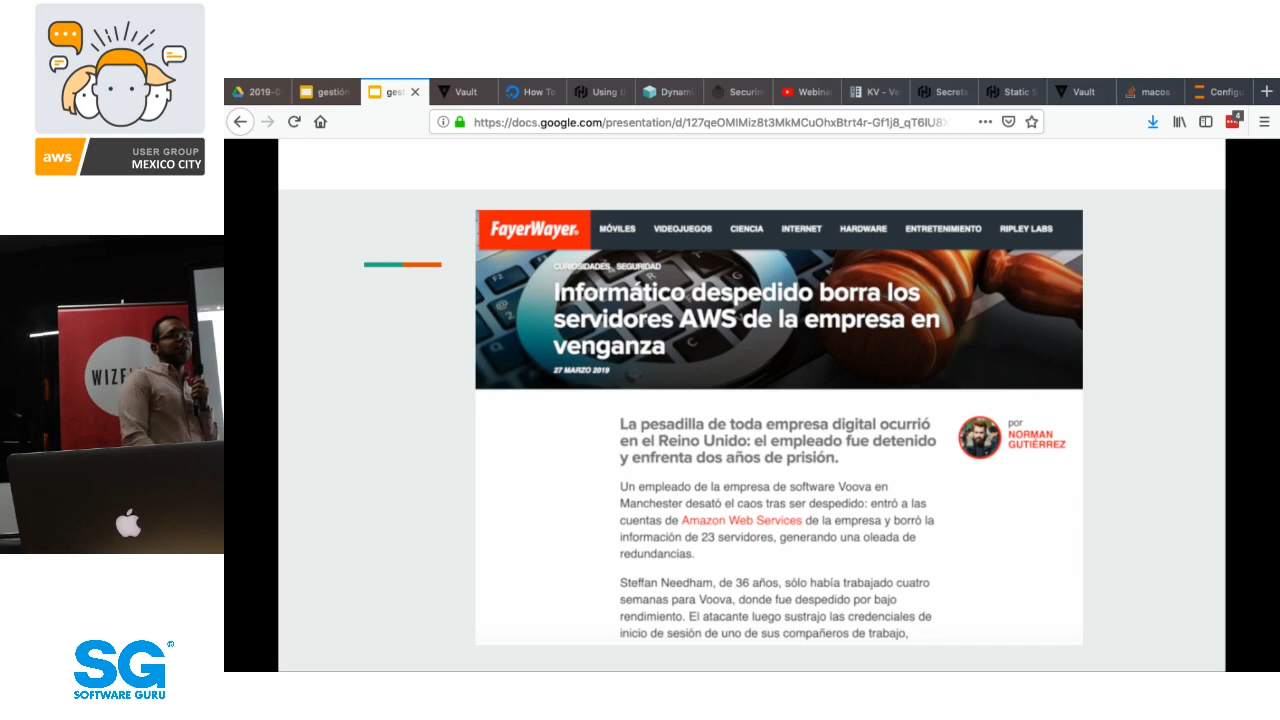 aws
USER GROUP
MEXICO CITY
WIZE
SG®
SOFTWARE GURU
gestión
gest
Vault
How To
Using
Dynami
Securin
Webina
KV - Ve
Secrets
Static S
Vault
macos
Configu
https://docs.google.com/presentation/d/127qeOMIMiz8t3MkMCuOhxBtrt4r-Gf1j8_qT6lU8
4
FayerWayer.
MÓVILES VIDEOJUEGOS CIENCIA INTERNET HARDWARE ENTRETENIMIENTO RIPLEY LABS
CURIOSIDADES, SEGURIDAD
Informático despedido borra los
servidores AWS de la empresa en
venganza
27 MARZO 2019
La pesadilla de toda empresa digital ocurrió
en el Reino Unido: el empleado fue detenido
y enfrenta dos años de prisión.
por
NORMAN
GUTIÉRREZ
Un empleado de la empresa de software Voova en
Manchester desató el caos tras ser despedido: entró a las
cuentas de Amazon Web Services de la empresa y borró la
información de 23 servidores, generando una oleada de
redundancias.
Steffan Needham, de 36 años, sólo había trabajado cuatro
semanas para Voova, donde fue despedido por bajo
rendimiento. El atacante luego sustrajo las credenciales de
inicio de sesión de uno de sus compañeros de trabajo,